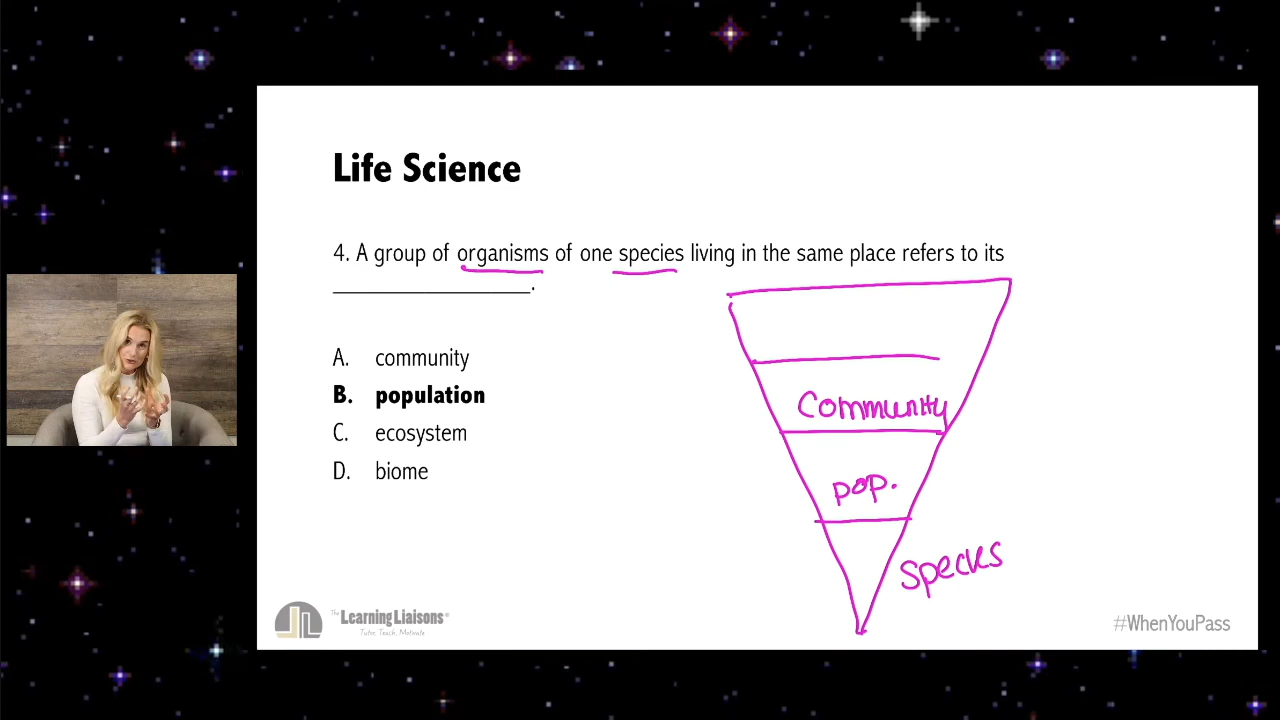 Life Science
4. A group of organisms of one species living in the same place refers to its
________________.
A. community
B. population
C. ecosystem
D. biome
Community
pop.
Species
The Learning Liaisons®
Tutor, Teach, Motivate
#WhenYouPass